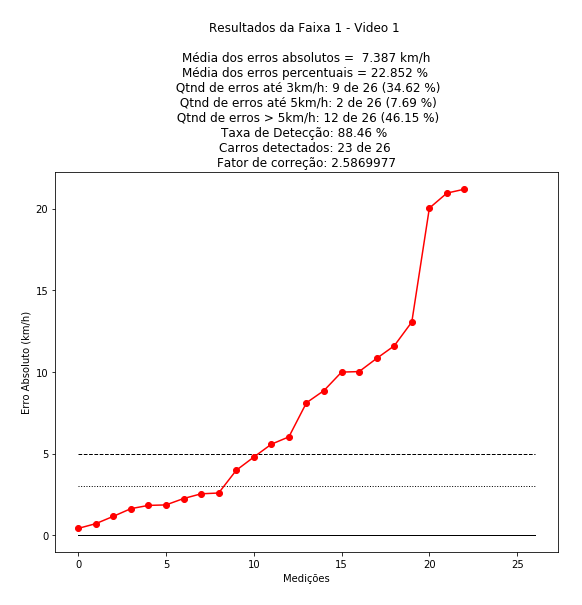 Resultados da Faixa 1 - Video 1
Média dos erros absolutos =  7.387 km/h
Média dos erros percentuais = 22.852 %
Qtnd de erros até 3km/h: 9 de 26 (34.62 %)
Qtnd de erros até 5km/h: 2 de 26 (7.69 %)
Qtnd de erros > 5km/h: 12 de 26 (46.15 %)
Taxa de Detecção: 88.46 %
Carros detectados: 23 de 26
Fator de correção: 2.5869977
Erro Absoluto (km/h)
20
15
10
5
0
0 5 10 15 20 25
Medições